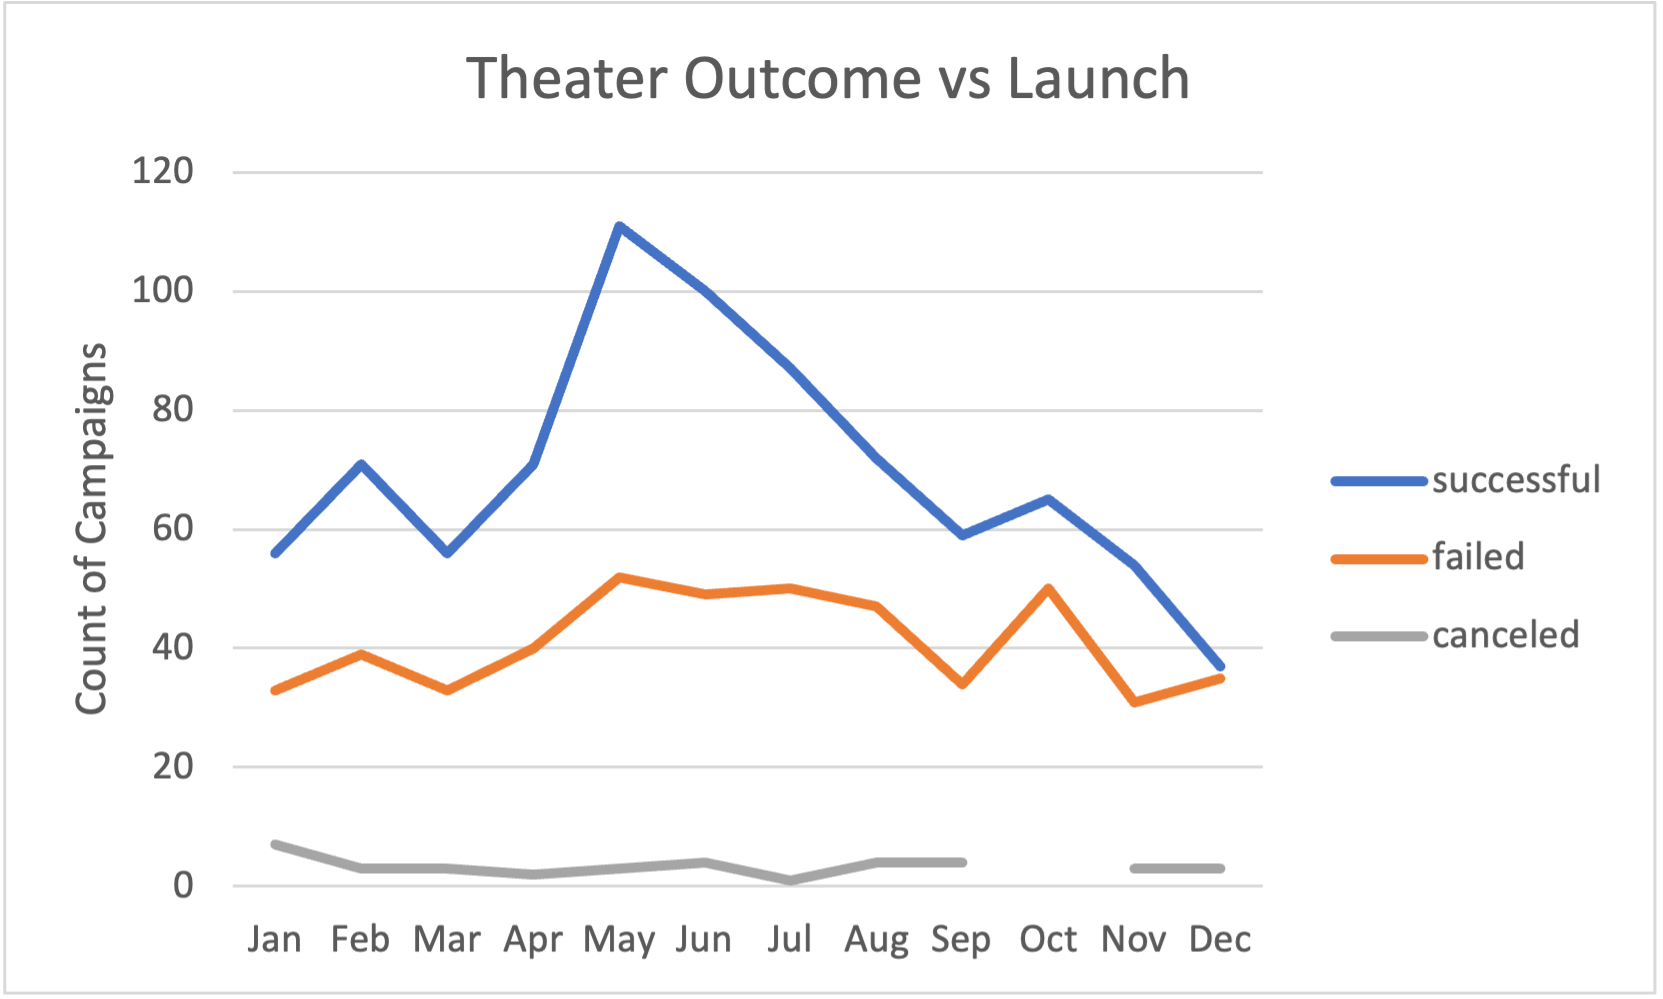 Theater Outcome vs Launch
Count of Campaigns
120
100
80
60
40
20
0
Jan Feb Mar Apr May Jun Jul Aug Sep Oct Nov Dec
successful
failed
canceled